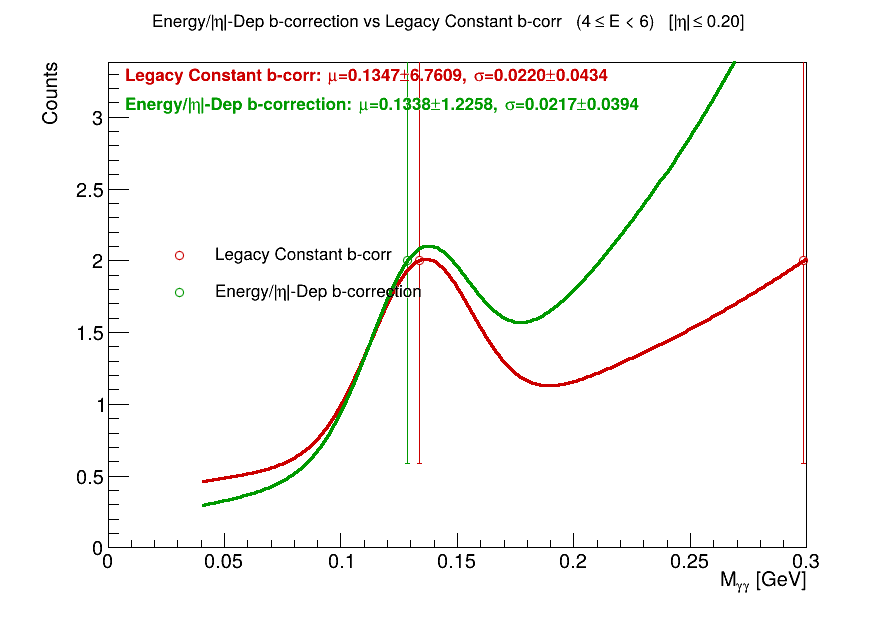 Energy/|η|-Dep b-correction vs Legacy Constant b-corr (4 ≤ E < 6) [|η| ≤ 0.20]
Counts
Legacy Constant b-corr: μ=0.1347±6.7609, σ=0.0220±0.0434
Energy/|η|-Dep b-correction: μ=0.1338±1.2258, σ=0.0217±0.0394
3
2.5
2
1.5
1
0.5
0
Legacy Constant b-corr
Energy/|η|-Dep b-correction
0 0.05 0.1 0.15 0.2 0.25 0.3
Mγγ [GeV]